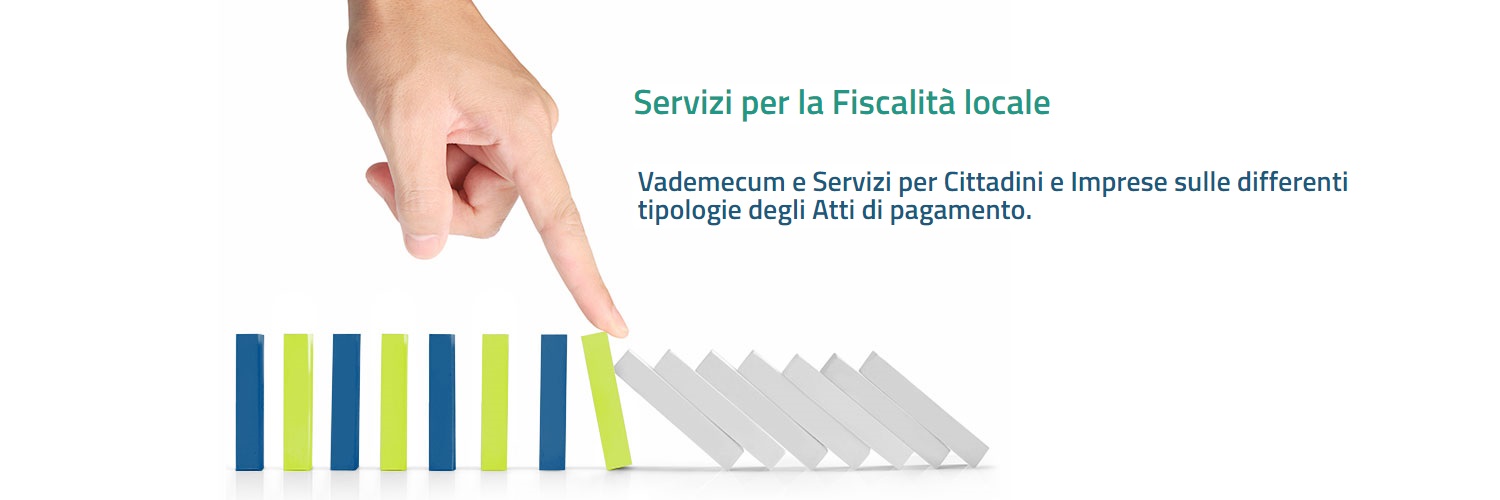 Servizi per la Fiscalità locale
Vademecum e Servizi per Cittadini e Imprese sulle differenti
tipologie degli Atti di pagamento.